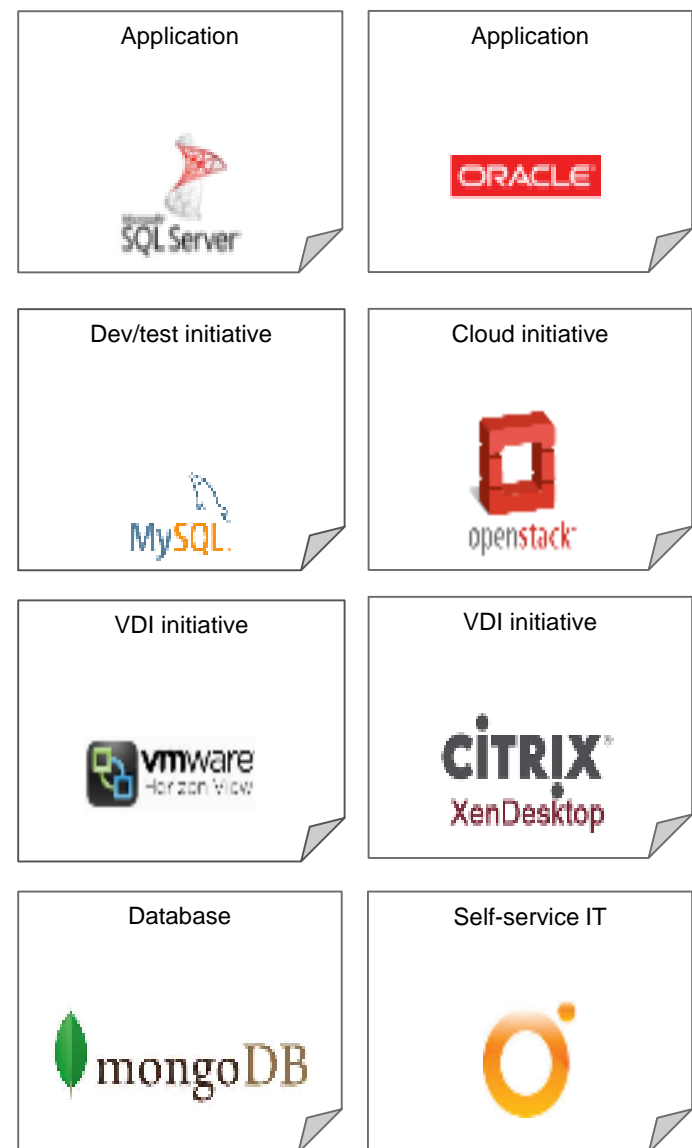 Application
Microsoft
SQL Server
Application
ORACLE
Dev/test initiative
MySQL
Cloud initiative
openstack
VDI initiative
vmware
Horizon View
VDI initiative
CiTRIX
XenDesktop
Database
mongoDB
Self-service IT